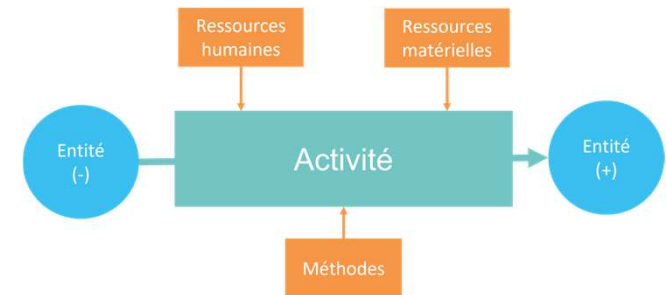 Ressources
humaines
Ressources
matérielles
Entité
(-)
Activité
Entité
(+)
Méthodes